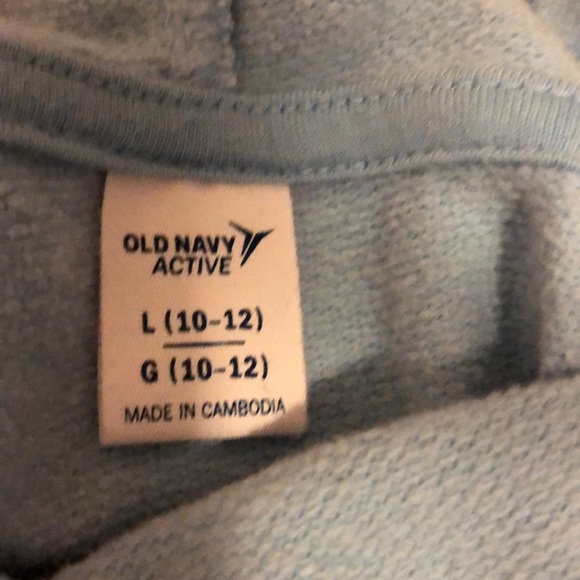 OLD NAVY
ACTIVE
L (10-12)
G (10-12)
MADE IN CAMBODIA